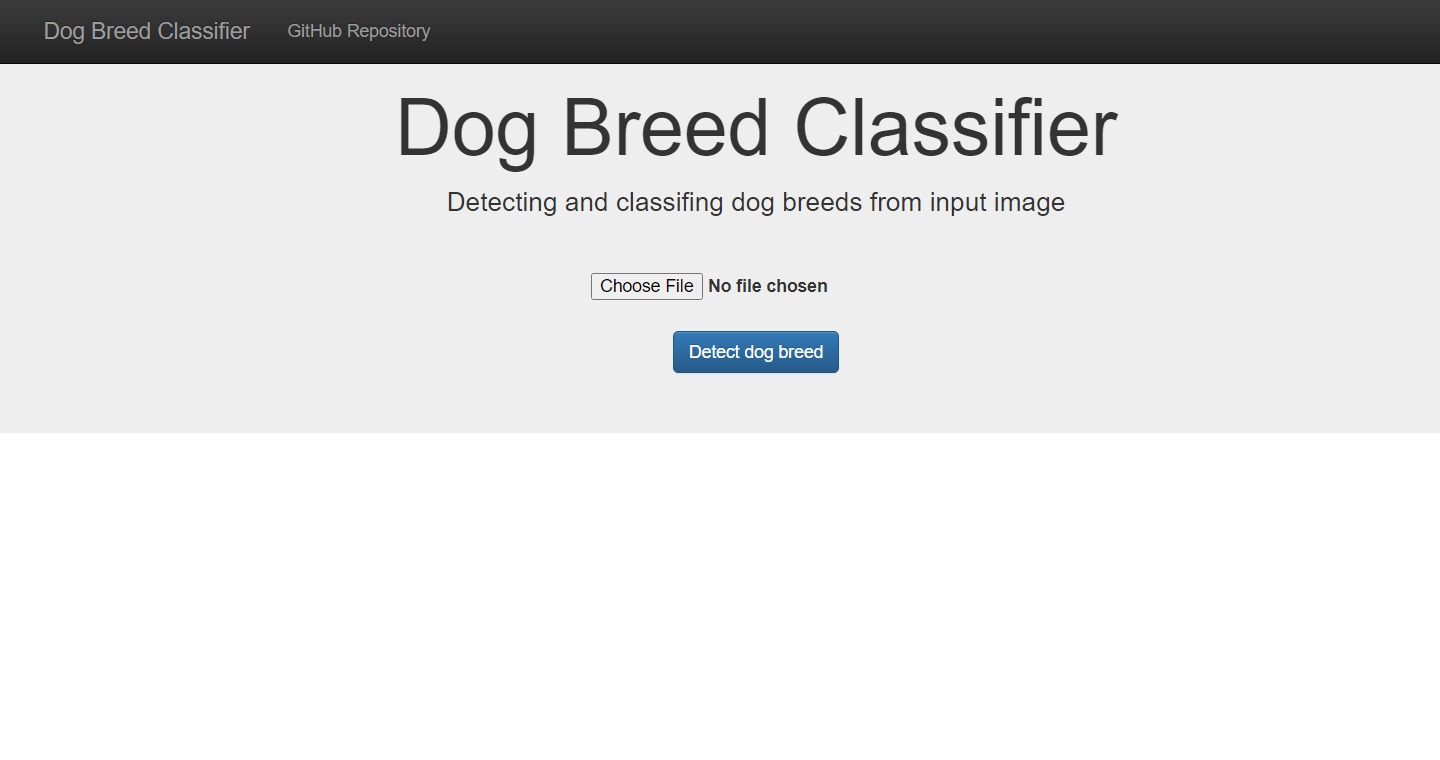 Dog Breed Classifier GitHub Repository
Dog Breed Classifier
Detecting and classifing dog breeds from input image
Choose File No file chosen
Detect dog breed